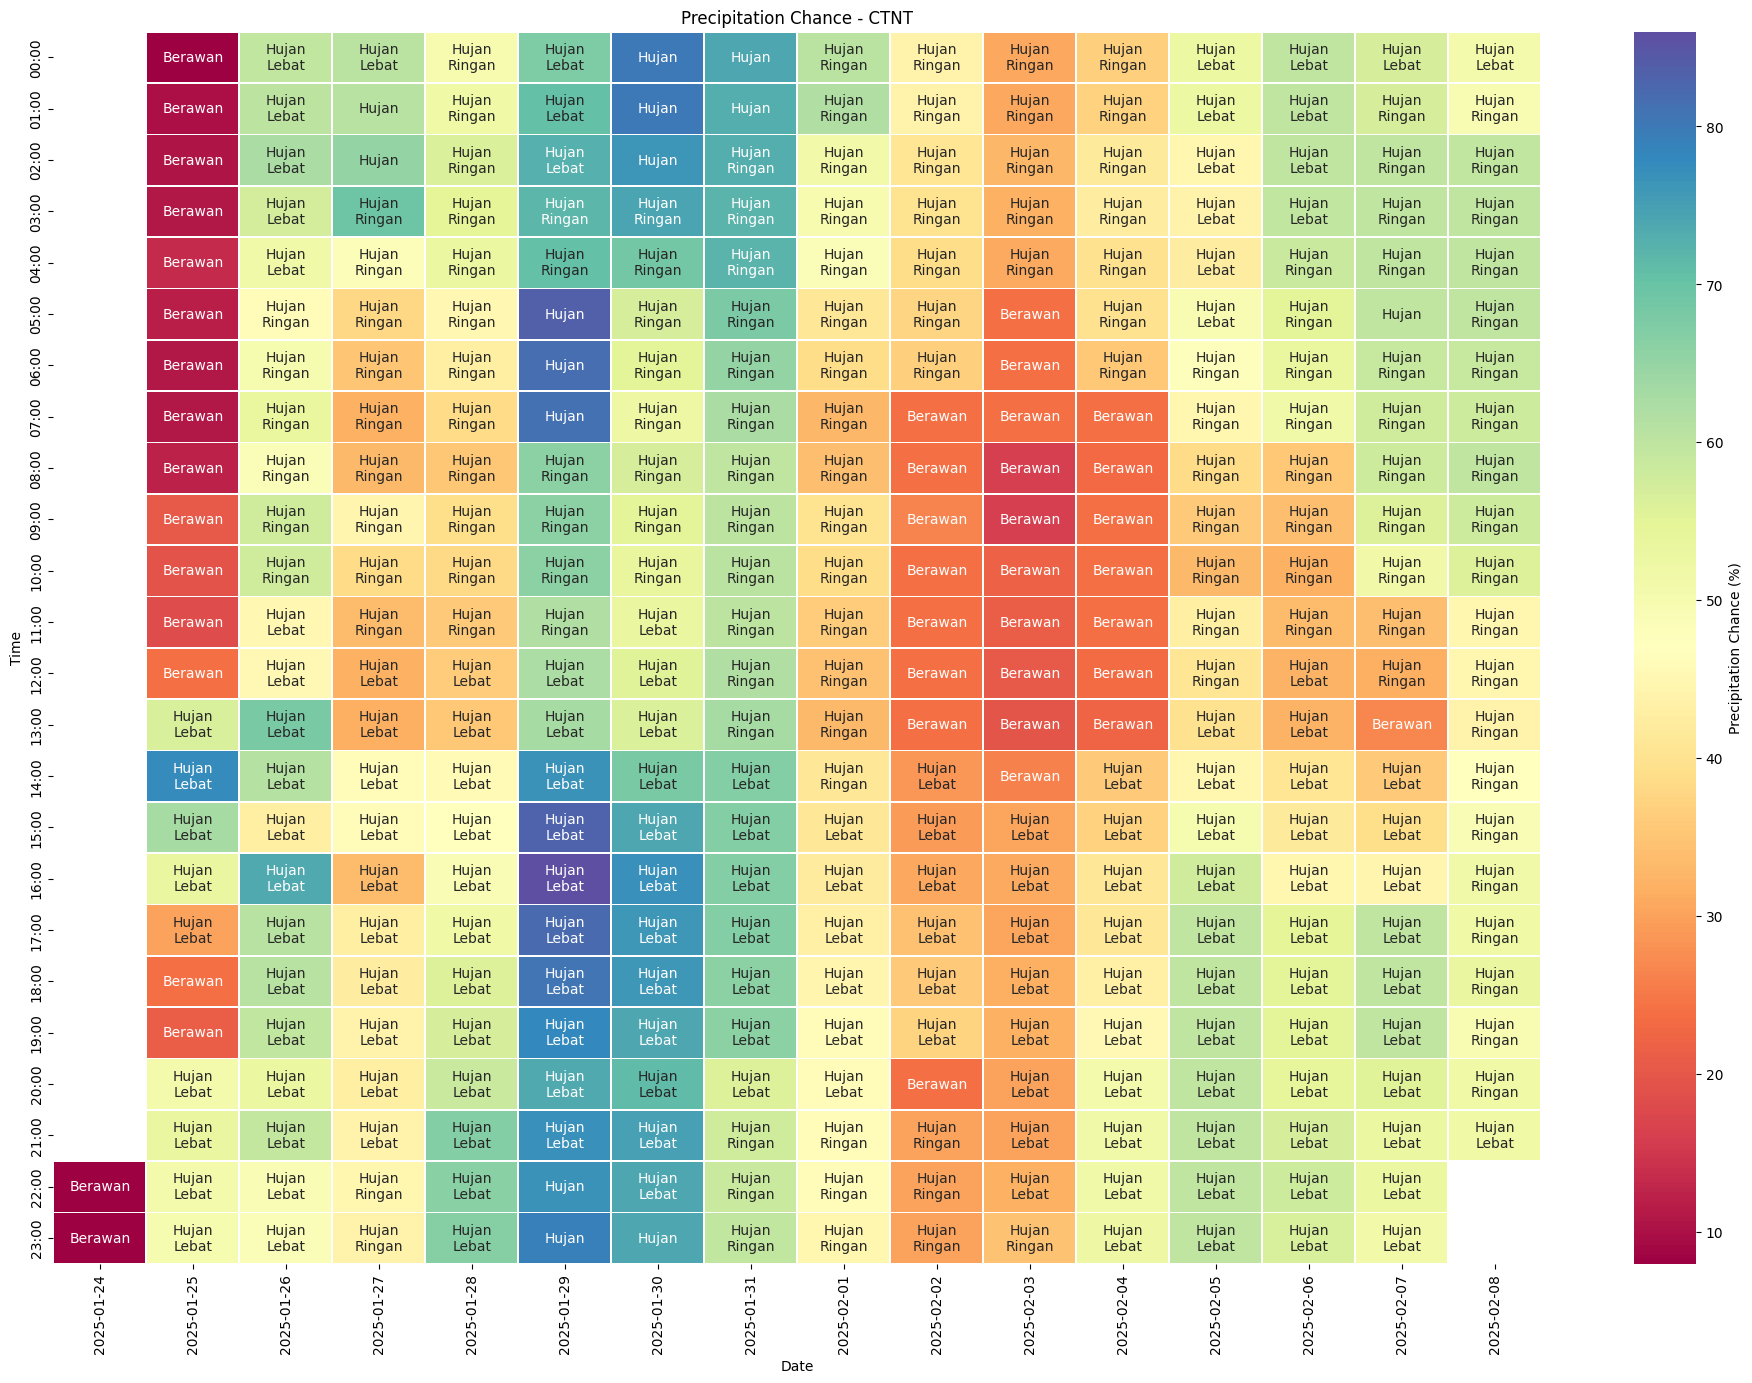 Precipitation Chance - CTNT
00:00 Berawan Hujan Lebat Hujan Lebat Hujan Ringan Hujan Lebat Hujan Hujan Hujan Ringan Hujan Ringan Hujan Ringan Hujan Ringan Hujan Lebat Hujan Lebat Hujan Lebat Hujan Lebat
01:00 Berawan Hujan Lebat Hujan Hujan Ringan Hujan Lebat Hujan Hujan Hujan Ringan Hujan Ringan Hujan Ringan Hujan Ringan Hujan Lebat Hujan Lebat Hujan Ringan Hujan Ringan
02:00 Berawan Hujan Lebat Hujan Hujan Ringan Hujan Lebat Hujan Hujan Ringan Hujan Ringan Hujan Ringan Hujan Ringan Hujan Ringan Hujan Lebat Hujan Lebat Hujan Ringan Hujan Ringan
03:00 Berawan Hujan Lebat Hujan Ringan Hujan Ringan Hujan Ringan Hujan Ringan Hujan Ringan Hujan Ringan Hujan Ringan Hujan Ringan Hujan Ringan Hujan Lebat Hujan Lebat Hujan Ringan Hujan Ringan
04:00 Berawan Hujan Lebat Hujan Ringan Hujan Ringan Hujan Ringan Hujan Ringan Hujan Ringan Hujan Ringan Hujan Ringan Hujan Ringan Hujan Ringan Hujan Lebat Hujan Ringan Hujan Ringan Hujan Ringan
05:00 Berawan Hujan Ringan Hujan Ringan Hujan Ringan Hujan Hujan Ringan Hujan Ringan Hujan Ringan Hujan Ringan Berawan Hujan Ringan Hujan Lebat Hujan Ringan Hujan Hujan Ringan
06:00 Berawan Hujan Ringan Hujan Ringan Hujan Ringan Hujan Hujan Ringan Hujan Ringan Hujan Ringan Hujan Ringan Berawan Hujan Ringan Hujan Ringan Hujan Ringan Hujan Ringan Hujan Ringan
07:00 Berawan Hujan Ringan Hujan Ringan Hujan Ringan Hujan Hujan Ringan Hujan Ringan Hujan Ringan Berawan Berawan Berawan Hujan Ringan Hujan Ringan Hujan Ringan Hujan Ringan
08:00 Berawan Hujan Ringan Hujan Ringan Hujan Ringan Hujan Ringan Hujan Ringan Hujan Ringan Hujan Ringan Berawan Berawan Berawan Hujan Ringan Hujan Ringan Hujan Ringan Hujan Ringan
09:00 Berawan Hujan Ringan Hujan Ringan Hujan Ringan Hujan Ringan Hujan Ringan Hujan Ringan Hujan Ringan Berawan Berawan Berawan Hujan Ringan Hujan Ringan Hujan Ringan Hujan Ringan
10:00 Berawan Hujan Ringan Hujan Ringan Hujan Ringan Hujan Ringan Hujan Ringan Hujan Ringan Hujan Ringan Berawan Berawan Berawan Hujan Ringan Hujan Ringan Hujan Ringan Hujan Ringan
11:00 Berawan Hujan Lebat Hujan Ringan Hujan Ringan Hujan Ringan Hujan Lebat Hujan Ringan Hujan Ringan Berawan Berawan Berawan Hujan Ringan Hujan Ringan Hujan Ringan Hujan Ringan
12:00 Berawan Hujan Lebat Hujan Lebat Hujan Lebat Hujan Lebat Hujan Lebat Hujan Ringan Hujan Ringan Berawan Berawan Berawan Hujan Ringan Hujan Lebat Hujan Ringan Hujan Ringan
13:00 Hujan Lebat Hujan Lebat Hujan Lebat Hujan Lebat Hujan Lebat Hujan Lebat Hujan Ringan Hujan Ringan Berawan Berawan Berawan Hujan Lebat Hujan Lebat Berawan Hujan Ringan
14:00 Hujan Lebat Hujan Lebat Hujan Lebat Hujan Lebat Hujan Lebat Hujan Lebat Hujan Lebat Hujan Ringan Hujan Lebat Berawan Hujan Lebat Hujan Lebat Hujan Lebat Hujan Lebat Hujan Ringan
15:00 Hujan Lebat Hujan Lebat Hujan Lebat Hujan Lebat Hujan Lebat Hujan Lebat Hujan Lebat Hujan Lebat Hujan Lebat Hujan Lebat Hujan Lebat Hujan Lebat Hujan Lebat Hujan Lebat Hujan Ringan
16:00 Hujan Lebat Hujan Lebat Hujan Lebat Hujan Lebat Hujan Lebat Hujan Lebat Hujan Lebat Hujan Lebat Hujan Lebat Hujan Lebat Hujan Lebat Hujan Lebat Hujan Lebat Hujan Lebat Hujan Ringan
17:00 Hujan Lebat Hujan Lebat Hujan Lebat Hujan Lebat Hujan Lebat Hujan Lebat Hujan Lebat Hujan Lebat Hujan Lebat Hujan Lebat Hujan Lebat Hujan Lebat Hujan Lebat Hujan Lebat Hujan Ringan
18:00 Berawan Hujan Lebat Hujan Lebat Hujan Lebat Hujan Lebat Hujan Lebat Hujan Lebat Hujan Lebat Hujan Lebat Hujan Lebat Hujan Lebat Hujan Lebat Hujan Lebat Hujan Lebat Hujan Ringan
19:00 Berawan Hujan Lebat Hujan Lebat Hujan Lebat Hujan Lebat Hujan Lebat Hujan Lebat Hujan Lebat Hujan Lebat Hujan Lebat Hujan Lebat Hujan Lebat Hujan Lebat Hujan Lebat Hujan Ringan
20:00 Hujan Lebat Hujan Lebat Hujan Lebat Hujan Lebat Hujan Lebat Hujan Lebat Hujan Lebat Hujan Lebat Berawan Hujan Lebat Hujan Lebat Hujan Lebat Hujan Lebat Hujan Lebat Hujan Ringan
21:00 Hujan Lebat Hujan Lebat Hujan Lebat Hujan Lebat Hujan Lebat Hujan Lebat Hujan Ringan Hujan Ringan Hujan Ringan Hujan Lebat Hujan Lebat Hujan Lebat Hujan Lebat Hujan Lebat Hujan Lebat
22:00 Berawan Hujan Lebat Hujan Lebat Hujan Ringan Hujan Lebat Hujan Hujan Lebat Hujan Ringan Hujan Ringan Hujan Ringan Hujan Lebat Hujan Lebat Hujan Lebat Hujan Lebat Hujan Lebat
23:00 Berawan Hujan Lebat Hujan Lebat Hujan Ringan Hujan Lebat Hujan Hujan Hujan Ringan Hujan Ringan Hujan Ringan Hujan Ringan Hujan Lebat Hujan Lebat Hujan Lebat Hujan Lebat
2025-01-24 2025-01-25 2025-01-26 2025-01-27 2025-01-28 2025-01-29 2025-01-30 2025-01-31 2025-02-01 2025-02-02 2025-02-03 2025-02-04 2025-02-05 2025-02-06 2025-02-07 2025-02-08
Date
Time
80
70
60
50
40
30
20
10
Precipitation Chance (%)